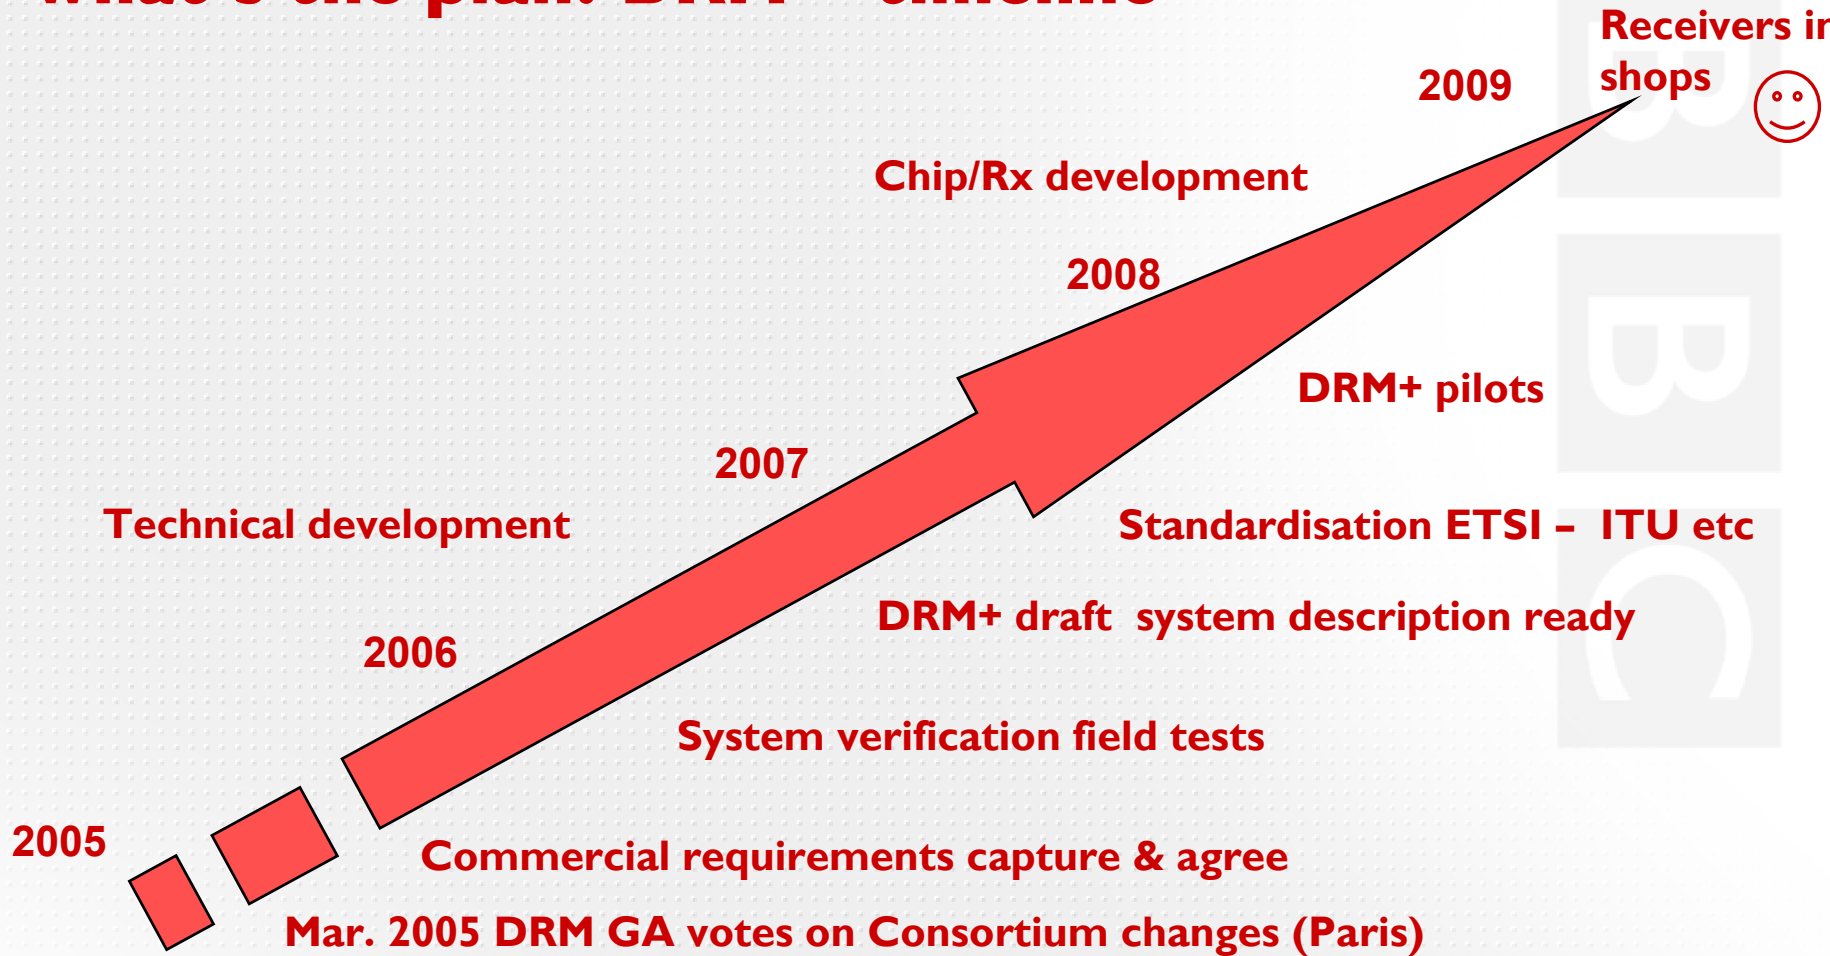 Receivers in
shops
2009
Chip/Rx development
2008
DRM+ pilots
2007
Technical development
Standardisation ETSI – ITU etc
DRM+ draft system description ready
2006
System verification field tests
2005
Commercial requirements capture & agree
Mar. 2005 DRM GA votes on Consortium changes (Paris)
BBC